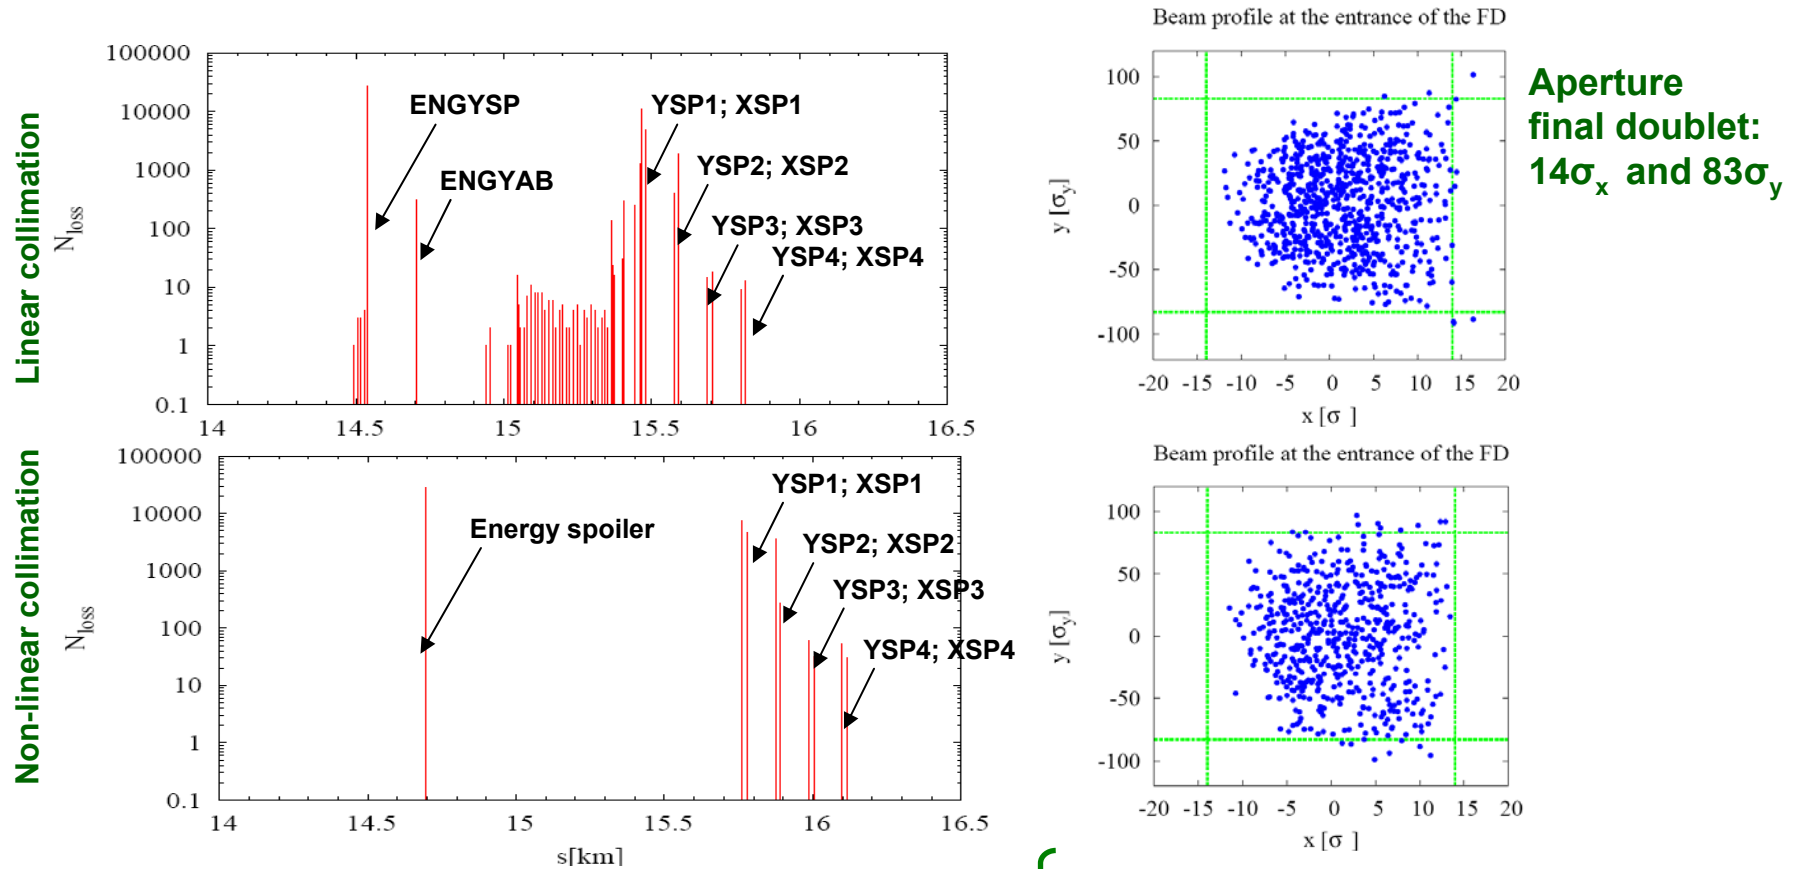 Linear collimation
N_loss
100000
10000
1000
100
10
1
0.1
14 14.5 15 15.5 16 16.5
ENGYSP
ENGYAB
YSP1; XSP1
YSP2; XSP2
YSP3; XSP3
YSP4; XSP4
Beam profile at the entrance of the FD
y [σ_y]
100
50
0
-50
-100
-20 -15 -10 -5 0 5 10 15 20
x [σ ]
Aperture
final doublet:
14σ_x and 83σ_y
Non-linear collimation
N_loss
100000
10000
1000
100
10
1
0.1
14 14.5 15 15.5 16 16.5
s[km]
Energy spoiler
YSP1; XSP1
YSP2; XSP2
YSP3; XSP3
YSP4; XSP4
Beam profile at the entrance of the FD
y [σ_y]
100
50
0
-50
-100
-20 -15 -10 -5 0 5 10 15 20
x [σ ]